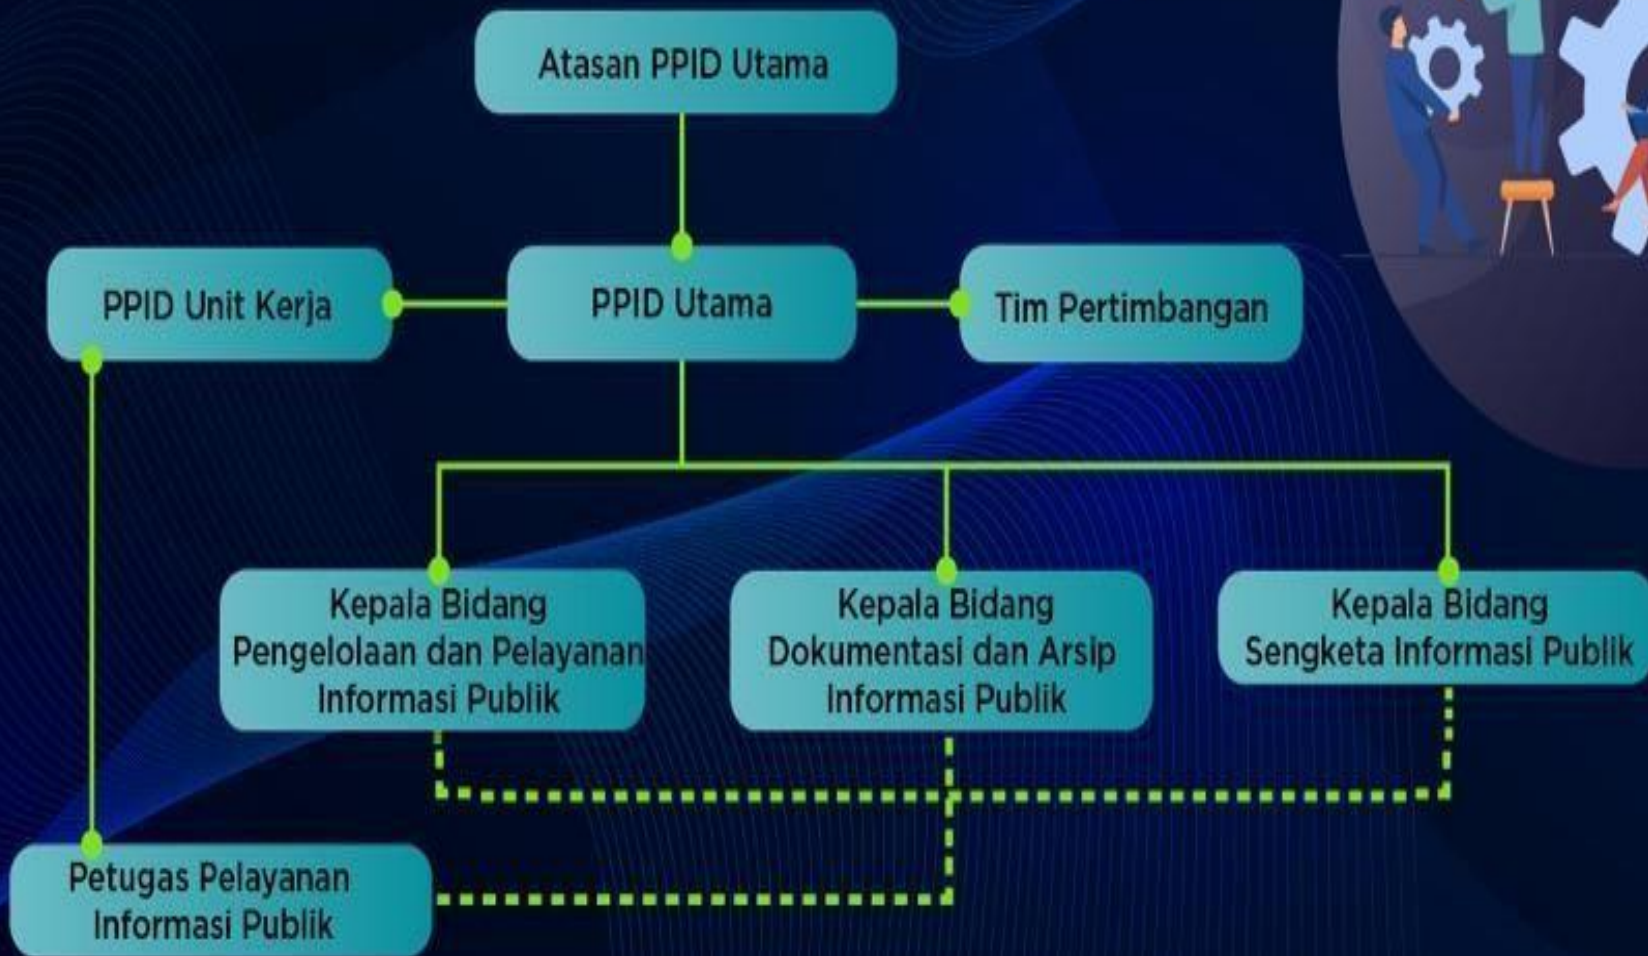 Atasan PPID Utama
PPID Unit Kerja
PPID Utama
Tim Pertimbangan
Kepala Bidang
Pengelolaan dan Pelayanan
Informasi Publik
Kepala Bidang
Dokumentasi dan Arsip
Informasi Publik
Kepala Bidang
Sengketa Informasi Publik
Petugas Pelayanan
Informasi Publik